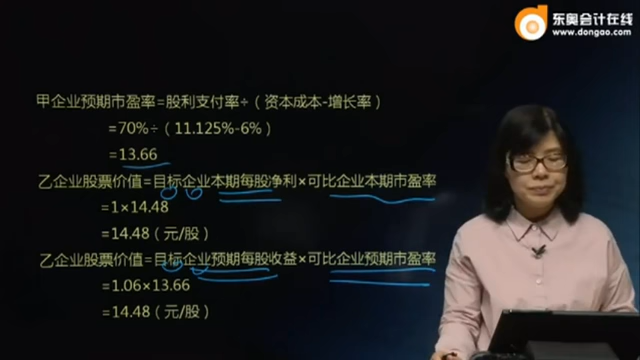 东奥会计在线
www.dongao.com
甲企业预期市盈率=股利支付率÷(资本成本-增长率)
=70%÷(11.125%-6%)
=13.66
乙企业股票价值=目标企业本期每股净利×可比企业本期市盈率
=1×14.48
=14.48(元/股)
乙企业股票价值=目标企业预期每股收益×可比企业预期市盈率
=1.06×13.66
=14.48(元/股)